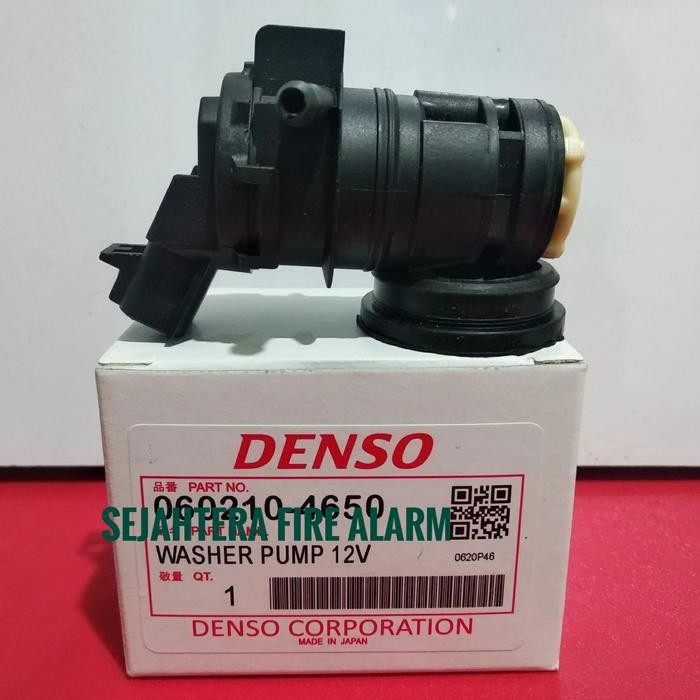 DENSO
品番 PART NO.
060210-4650
SEJAHTERA FIRE ALARM
WASHER PUMP 12V
0620P46
敬量 QT.
1
DENSO CORPORATION
MADE IN JAPAN